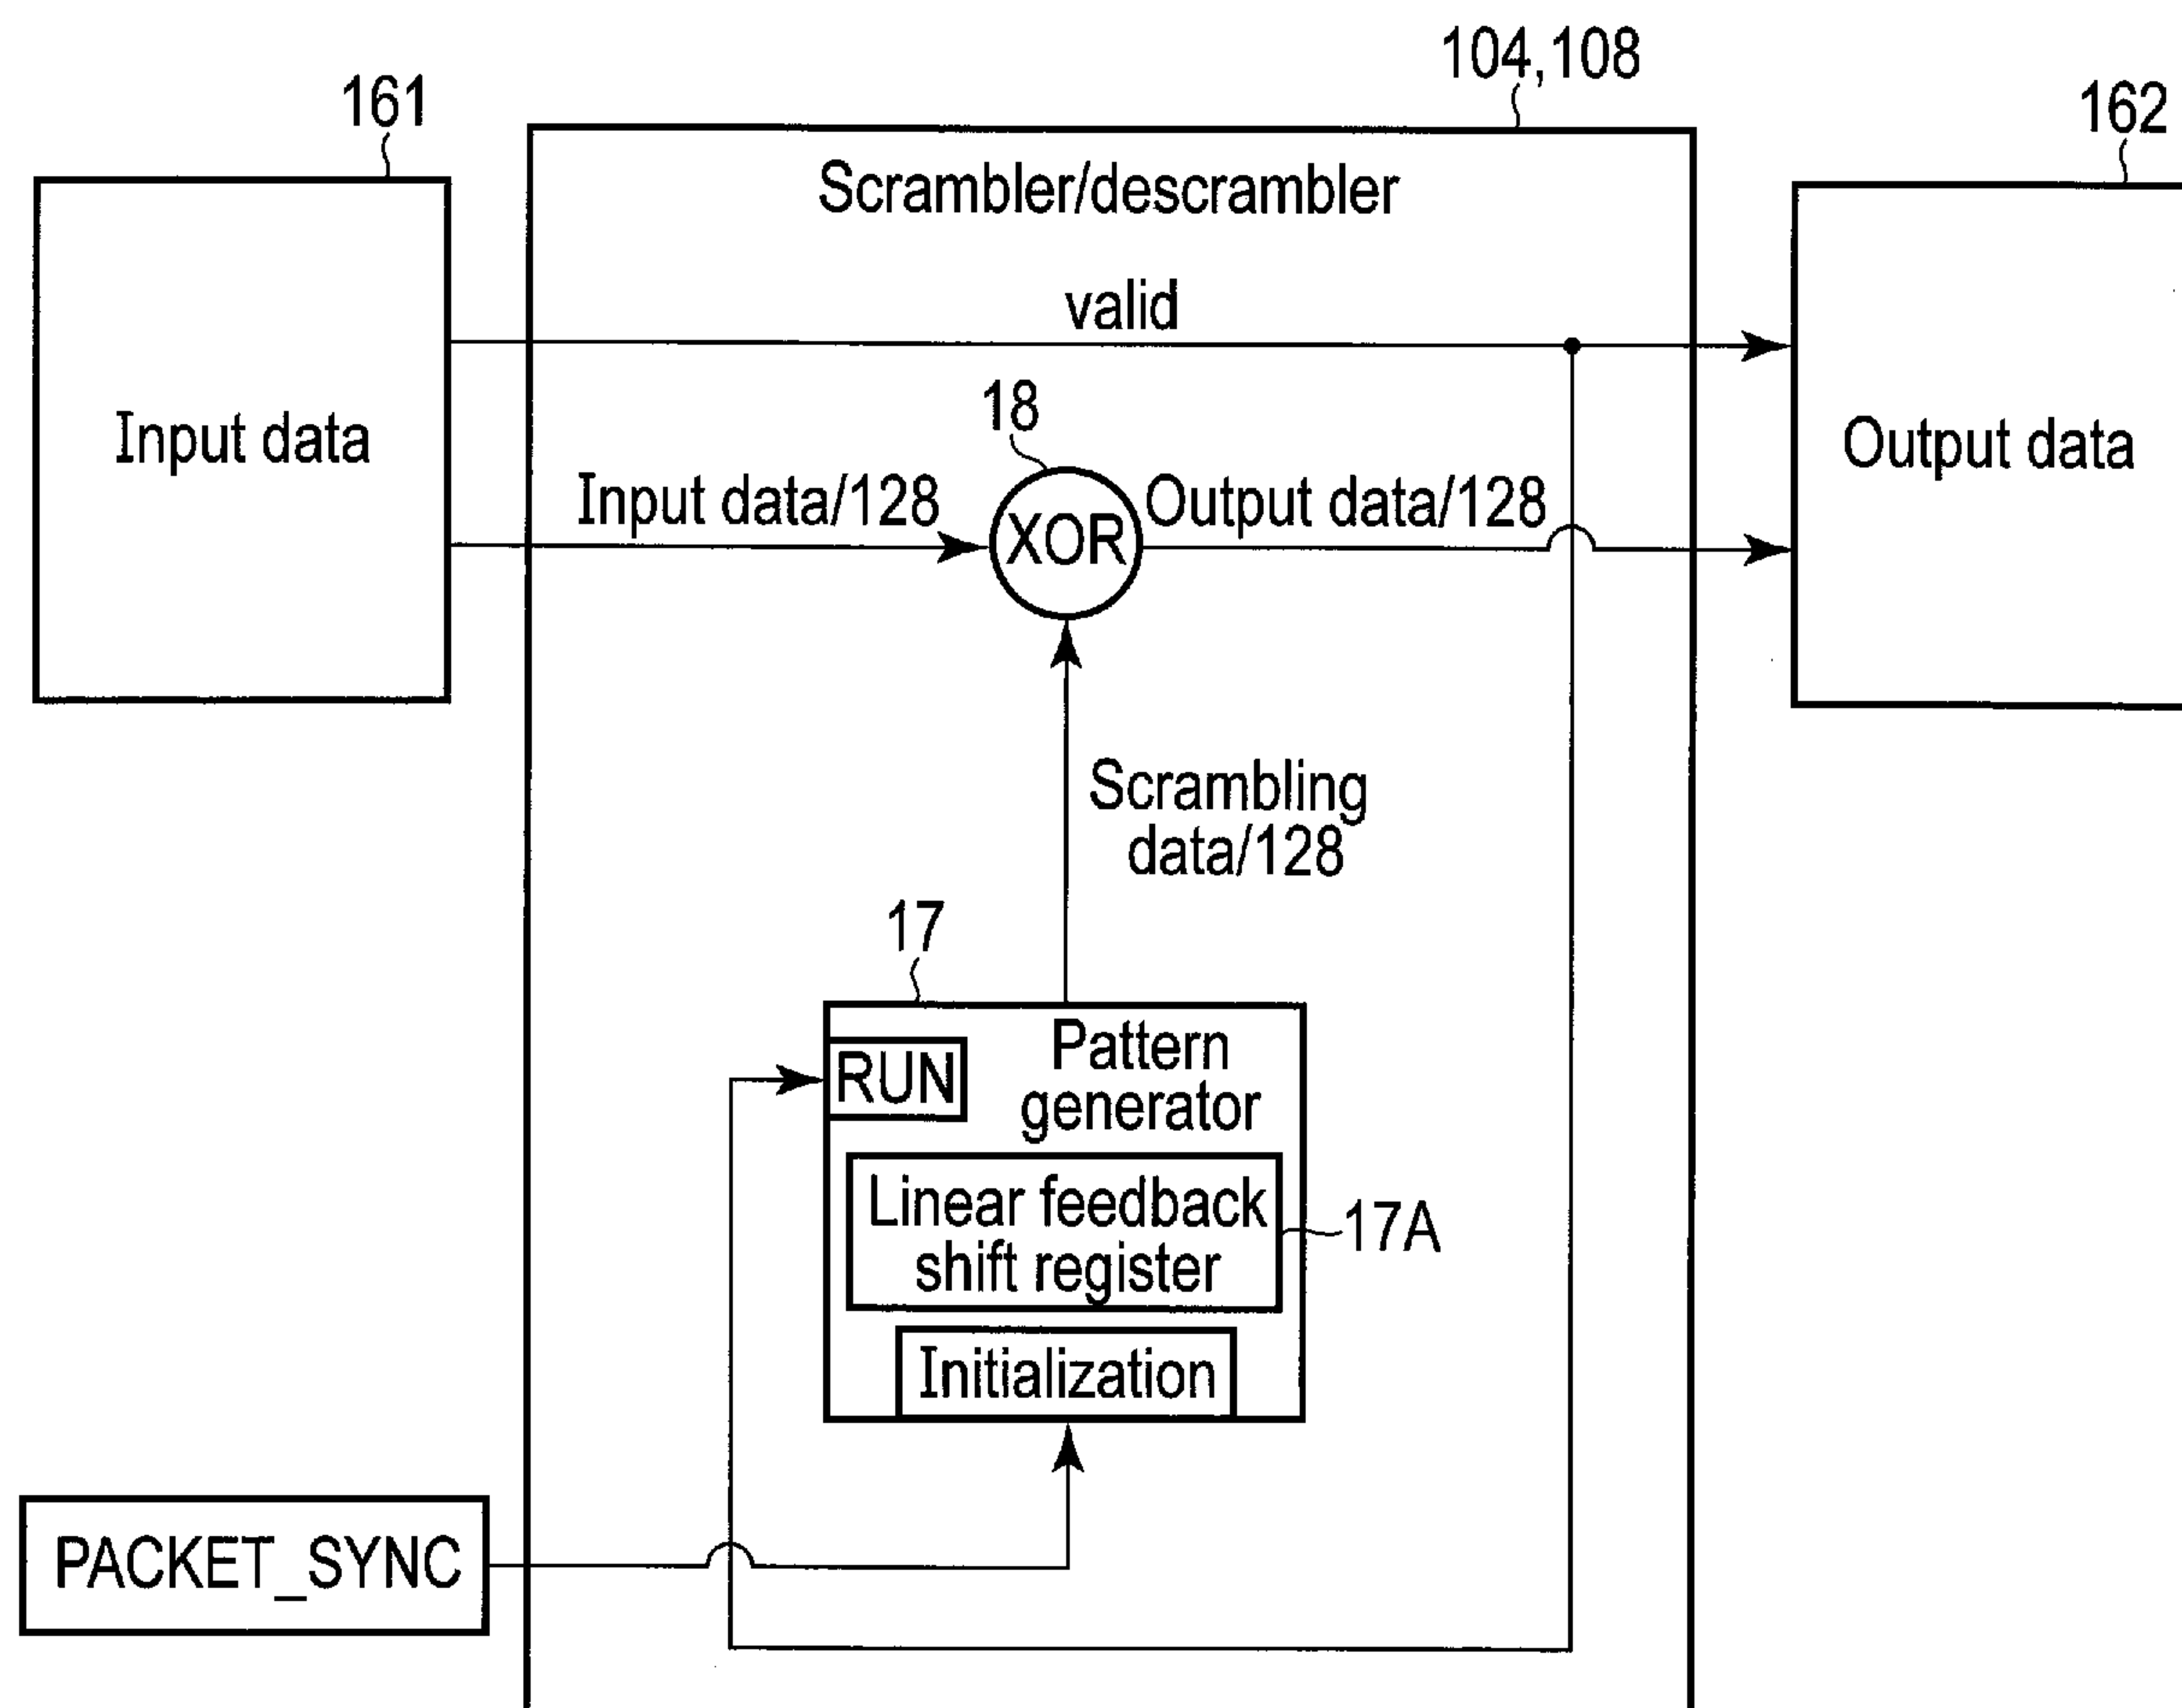 104,108
161
162
Scrambler/descrambler
valid
Input data
18
Output data
Input data/128
XOR
Output data/128
Scrambling
data/128
17
RUN
Pattern
generator
Linear feedback
shift register
17A
Initialization
PACKET_SYNC